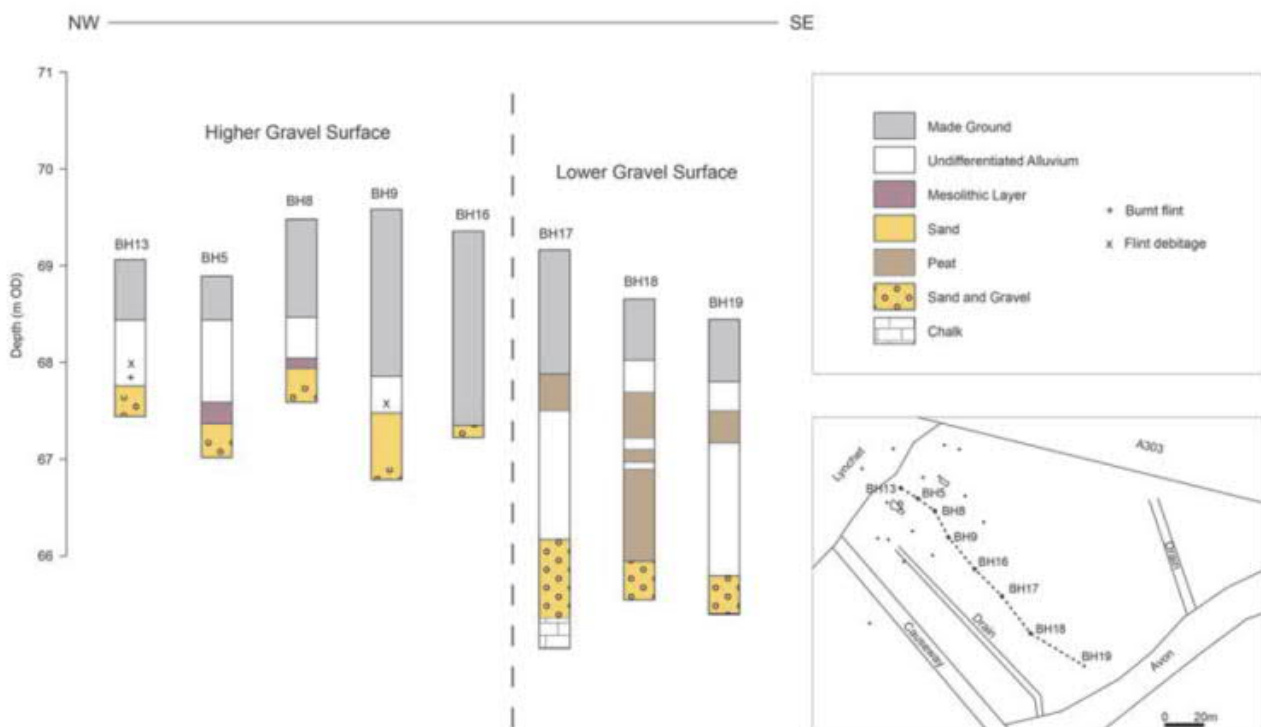 NW
SE
71
70
69
68
67
66
Depth (m OD)
Higher Gravel Surface
Lower Gravel Surface
BH13
BH5
BH8
BH9
BH16
BH17
BH18
BH19
Made Ground
Undifferentiated Alluvium
Mesolithic Layer
Sand
Peat
Sand and Gravel
Chalk
+ Burnt flint
x Flint debitage
Lynchet
A303
BH13
BH5
BH8
BH9
BH16
BH17
BH18
BH19
Drain
Drain
Causeway
Avon
0 20m